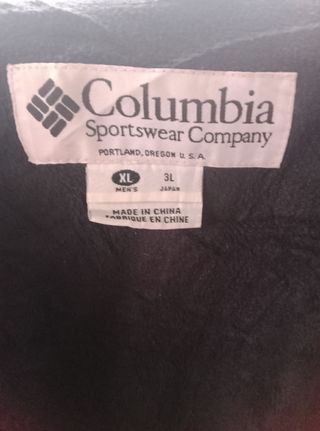 Columbia
Sportswear Company
PORTLAND, OREGON U.S.A.
XL 3L
MEN'S JAPAN
MADE IN CHINA
FABRIQUE EN CHINE